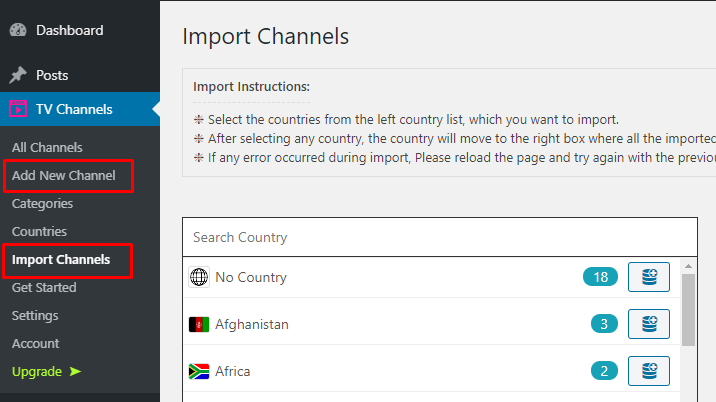 Dashboard
Posts
TV Channels
All Channels
Add New Channel
Categories
Countries
Import Channels
Get Started
Settings
Account
Upgrade ➤
Import Channels
Import Instructions:
❉ Select the countries from the left country list, which you want to import.
❉ After selecting any country, the country will move to the right box where all the imported
❉ If any error occurred during import, Please reload the page and try again with the
Search Country
No Country 18
Afghanistan 3
Africa 2